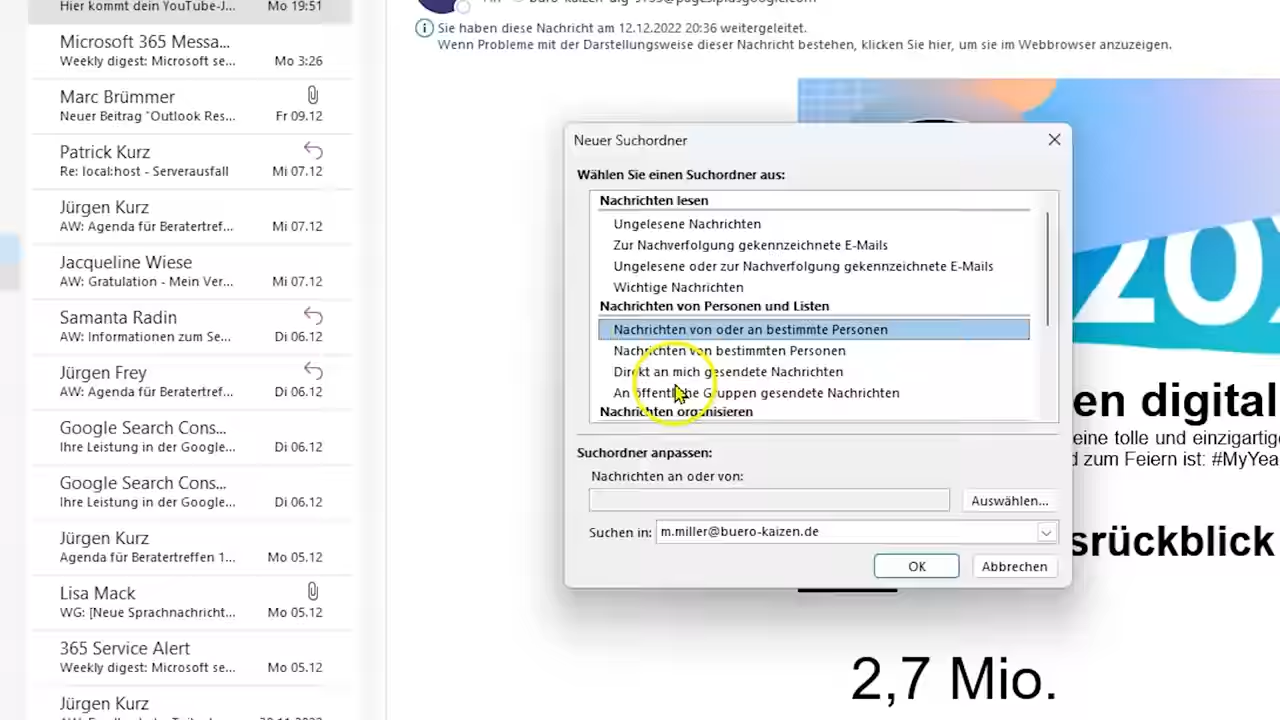 Hier kommt dein YouTube-J...
Mo 19:51
Microsoft 365 Messa...
Weekly digest: Microsoft se...
Mo 3:26
Marc Brümmer
Neuer Beitrag "Outlook Res...
Fr 09.12
Patrick Kurz
Re: local:host - Serverausfall
Mi 07.12
Jürgen Kurz
AW: Agenda für Beratertref...
Mi 07.12
Jacqueline Wiese
AW: Gratulation - Mein Ver...
Mi 07.12
Samanta Radin
AW: Informationen zum Se...
Di 06.12
Jürgen Frey
AW: Agenda für Beratertref...
Di 06.12
Google Search Cons...
Ihre Leistung in der Google...
Di 06.12
Google Search Cons...
Ihre Leistung in der Google...
Di 06.12
Jürgen Kurz
Agenda für Beratertreffen 1...
Mo 05.12
Lisa Mack
WG: [Neue Sprachnachricht...
Mo 05.12
365 Service Alert
Weekly digest: Microsoft se...
Mo 05.12
Jürgen Kurz
Sie haben diese Nachricht am 12.12.2022 20:36 weitergeleitet.
Wenn Probleme mit der Darstellungsweise dieser Nachricht bestehen, klicken Sie hier, um sie im Webbrowser anzuzeigen.
Neuer Suchordner
Wählen Sie einen Suchordner aus:
Nachrichten lesen
Ungelesene Nachrichten
Zur Nachverfolgung gekennzeichnete E-Mails
Ungelesene oder zur Nachverfolgung gekennzeichnete E-Mails
Wichtige Nachrichten
Nachrichten von Personen und Listen
Nachrichten von oder an bestimmte Personen
Nachrichten von bestimmten Personen
Direkt an mich gesendete Nachrichten
An öffentliche Gruppen gesendete Nachrichten
Nachrichten organisieren
Suchordner anpassen:
Nachrichten an oder von:
Auswählen...
Suchen in:
m.miller@buero-kaizen.de
OK
Abbrechen
202
en digital
eine tolle und einzigartige
d zum Feiern ist: #MyYea
srückblick
2,7 Mio.